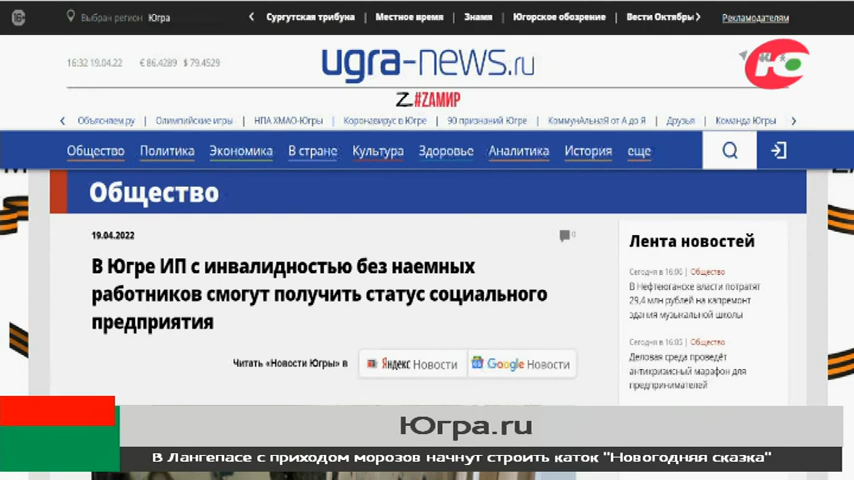 16+ Выбран регион Югра
Сургутская трибуна | Местное время | Знамя | Югорское обозрение | Вести Октябрь
Рекламодателям
16:32 19.04.22 € 86.4289 $ 79.4529
ugra-news.ru
Ю
Z #ZАМИР
Объясняем.ру | Олимпийские игры | НПА ХМАО-Югры | Коронавирус в Югре | 90 признаний Югре | КоммунАльнаЯ от А до Я | Друзья | Команда Югры
Общество Политика Экономика В стране Культура Здоровье Аналитика История еще
Общество
19.04.2022
0
В Югре ИП с инвалидностью без наемных
работников смогут получить статус социального
предприятия
Читать «Новости Югры» в Яндекс Новости Google Новости
Лента новостей
Сегодня в 16:00 | Общество
В Нефтеюганске власти потратят
29,4 млн рублей на капремонт
здания музыкальной школы
Сегодня в 16:05 | Общество
Деловая среда проведёт
антикризисный марафон для
предпринимателей
Югра.ru
В Лангепасе с приходом морозов начнут строить каток "Новогодняя сказка"